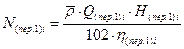 N(пер.1)i = ρ̄ · Q(пер.1)i · H(пер.1)i / 102 · η(пер.1)i